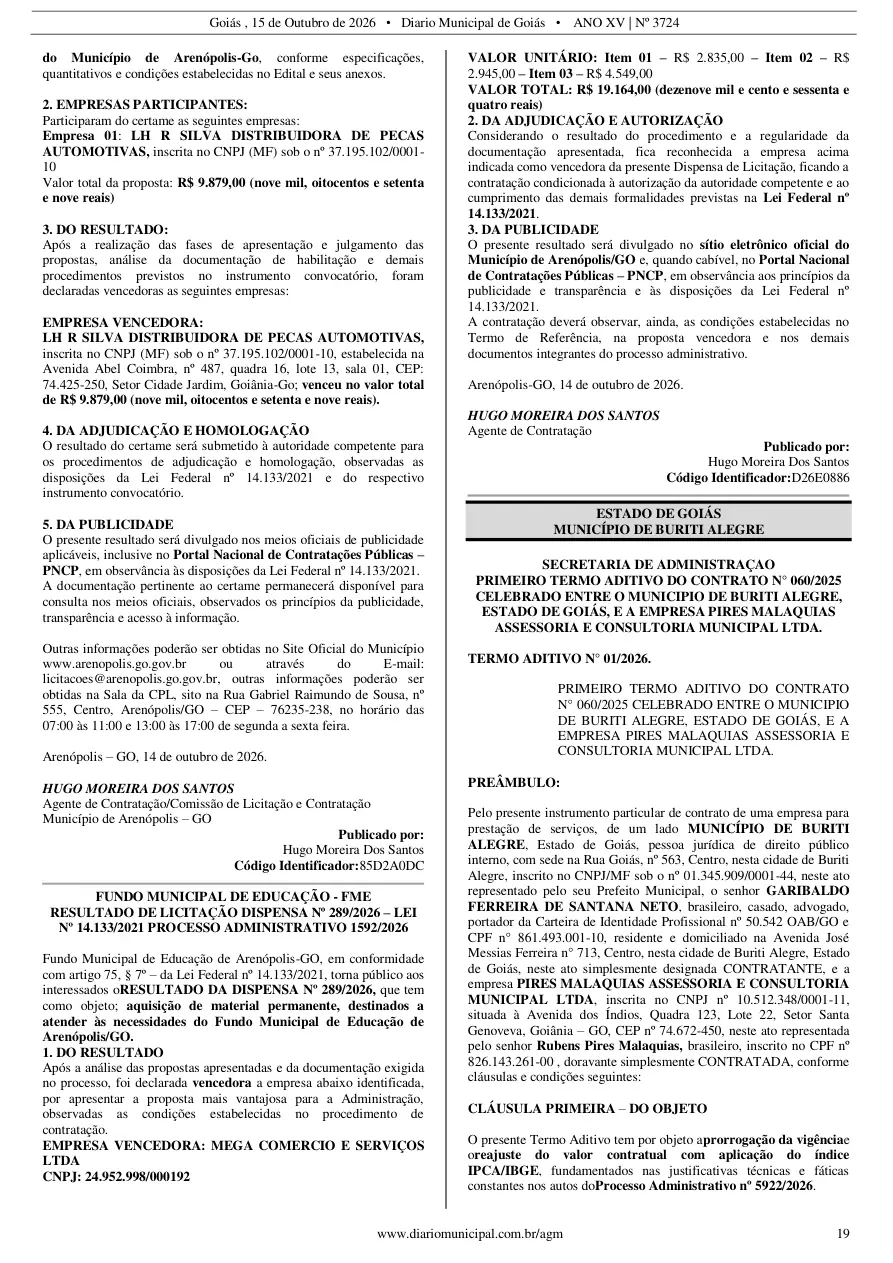 Goiás , 15 de Outubro de 2026 • Diario Municipal de Goiás • ANO XV | Nº 3724
do Município de Arenópolis-Go, conforme especificações,
quantitativos e condições estabelecidas no Edital e seus anexos.
2. EMPRESAS PARTICIPANTES:
Participaram do certame as seguintes empresas:
Empresa 01: LH R SILVA DISTRIBUIDORA DE PECAS
AUTOMOTIVAS, inscrita no CNPJ (MF) sob o nº 37.195.102/0001-
10
Valor total da proposta: R$ 9.879,00 (nove mil, oitocentos e setenta
e nove reais)
3. DO RESULTADO:
Após a realização das fases de apresentação e julgamento das
propostas, análise da documentação de habilitação e demais
procedimentos previstos no instrumento convocatório, foram
declaradas vencedoras as seguintes empresas:
EMPRESA VENCEDORA:
LH R SILVA DISTRIBUIDORA DE PECAS AUTOMOTIVAS,
inscrita no CNPJ (MF) sob o nº 37.195.102/0001-10, estabelecida na
Avenida Abel Coimbra, nº 487, quadra 16, lote 13, sala 01, CEP:
74.425-250, Setor Cidade Jardim, Goiânia-Go; venceu no valor total
de R$ 9.879,00 (nove mil, oitocentos e setenta e nove reais).
4. DA ADJUDICAÇÃO E HOMOLOGAÇÃO
O resultado do certame será submetido à autoridade competente para
os procedimentos de adjudicação e homologação, observadas as
disposições da Lei Federal nº 14.133/2021 e do respectivo
instrumento convocatório.
5. DA PUBLICIDADE
O presente resultado será divulgado nos meios oficiais de publicidade
aplicáveis, inclusive no Portal Nacional de Contratações Públicas –
PNCP, em observância às disposições da Lei Federal nº 14.133/2021.
A documentação pertinente ao certame permanecerá disponível para
consulta nos meios oficiais, observados os princípios da publicidade,
transparência e acesso à informação.
Outras informações poderão ser obtidas no Site Oficial do Município
www.arenopolis.go.gov.br ou através do E-mail:
licitacoes@arenopolis.go.gov.br, outras informações poderão ser
obtidas na Sala da CPL, sito na Rua Gabriel Raimundo de Sousa, nº
555, Centro, Arenópolis/GO – CEP – 76235-238, no horário das
07:00 às 11:00 e 13:00 às 17:00 de segunda a sexta feira.
Arenópolis – GO, 14 de outubro de 2026.
HUGO MOREIRA DOS SANTOS
Agente de Contratação/Comissão de Licitação e Contratação
Município de Arenópolis – GO
Publicado por:
Hugo Moreira Dos Santos
Código Identificador:85D2A0DC
FUNDO MUNICIPAL DE EDUCAÇÃO - FME
RESULTADO DE LICITAÇÃO DISPENSA Nº 289/2026 – LEI
Nº 14.133/2021 PROCESSO ADMINISTRATIVO 1592/2026
Fundo Municipal de Educação de Arenópolis-GO, em conformidade
com artigo 75, § 7º – da Lei Federal nº 14.133/2021, torna público aos
interessados oRESULTADO DA DISPENSA Nº 289/2026, que tem
como objeto; aquisição de material permanente, destinados a
atender às necesidades do Fundo Municipal de Educação de
Arenópolis/GO.
1. DO RESULTADO
Após a análise das propostas apresentadas e da documentação exigida
no processo, foi declarada vencedora a empresa abaixo identificada,
por apresentar a proposta mais vantajosa para a Administração,
observadas as condições estabelecidas no procedimento de
contratação.
EMPRESA VENCEDORA: MEGA COMERCIO E SERVIÇOS
LTDA
CNPJ: 24.952.998/000192
VALOR UNITÁRIO: Item 01 – R$ 2.835,00 – Item 02 – R$
2.945,00 – Item 03 – R$ 4.549,00
VALOR TOTAL: R$ 19.164,00 (dezenove mil e cento e sessenta e
quatro reais)
2. DA ADJUDICAÇÃO E AUTORIZAÇÃO
Considerando o resultado do procedimento e a regularidade da
documentação apresentada, fica reconhecida a empresa acima
indicada como vencedora da presente Dispensa de Licitação, ficando a
contratação condicionada à autorização da autoridade competente e ao
cumprimento das demais formalidades previstas na Lei Federal nº
14.133/2021.
3. DA PUBLICIDADE
O presente resultado será divulgado no sítio eletrônico oficial do
Município de Arenópolis/GO e, quando cabível, no Portal Nacional
de Contratações Públicas – PNCP, em observância aos princípios da
publicidade e transparência e às disposições da Lei Federal nº
14.133/2021.
A contratação deverá observar, ainda, as condições estabelecidas no
Termo de Referência, na proposta vencedora e nos demais
documentos integrantes do processo administrativo.
Arenópolis-GO, 14 de outubro de 2026.
HUGO MOREIRA DOS SANTOS
Agente de Contratação
Publicado por:
Hugo Moreira Dos Santos
Código Identificador:D26E0886
ESTADO DE GOIÁS
MUNICÍPIO DE BURITI ALEGRE
SECRETARIA DE ADMINISTRAÇAO
PRIMEIRO TERMO ADITIVO DO CONTRATO N° 060/2025
CELEBRADO ENTRE O MUNICIPIO DE BURITI ALEGRE,
ESTADO DE GOIÁS, E A EMPRESA PIRES MALAQUIAS
ASSESSORIA E CONSULTORIA MUNICIPAL LTDA.
TERMO ADITIVO N° 01/2026.
PRIMEIRO TERMO ADITIVO DO CONTRATO
N° 060/2025 CELEBRADO ENTRE O MUNICIPIO
DE BURITI ALEGRE, ESTADO DE GOIÁS, E A
EMPRESA PIRES MALAQUIAS ASSESSORIA E
CONSULTORIA MUNICIPAL LTDA.
PREÂMBULO:
Pelo presente instrumento particular de contrato de uma empresa para
prestação de serviços, de um lado MUNICÍPIO DE BURITI
ALEGRE, Estado de Goiás, pessoa jurídica de direito público
interno, com sede na Rua Goiás, nº 563, Centro, nesta cidade de Buriti
Alegre, inscrito no CNPJ/MF sob o nº 01.345.909/0001-44, neste ato
representado pelo seu Prefeito Municipal, o senhor GARIBALDO
FERREIRA DE SANTANA NETO, brasileiro, casado, advogado,
portador da Carteira de Identidade Profissional nº 50.542 OAB/GO e
CPF n° 861.493.001-10, residente e domiciliado na Avenida José
Messias Ferreira n° 713, Centro, nesta cidade de Buriti Alegre, Estado
de Goiás, neste ato simplesmente designada CONTRATANTE, e a
empresa PIRES MALAQUIAS ASSESSORIA E CONSULTORIA
MUNICIPAL LTDA, inscrita no CNPJ nº 10.512.348/0001-11,
situada à Avenida dos Índios, Quadra 123, Lote 22, Setor Santa
Genoveva, Goiânia – GO, CEP nº 74.672-450, neste ato representada
pelo senhor Rubens Pires Malaquias, brasileiro, inscrito no CPF nº
826.143.261-00 , doravante simplesmente CONTRATADA, conforme
cláusulas e condições seguintes:
CLÁUSULA PRIMEIRA – DO OBJETO
O presente Termo Aditivo tem por objeto aprorrogação da vigênciae
oreajuste do valor contratual com aplicação do índice
IPCA/IBGE, fundamentados nas justificativas técnicas e fáticas
constantes nos autos doProcesso Administrativo nº 5922/2026.
www.diariomunicipal.com.br/agm
19